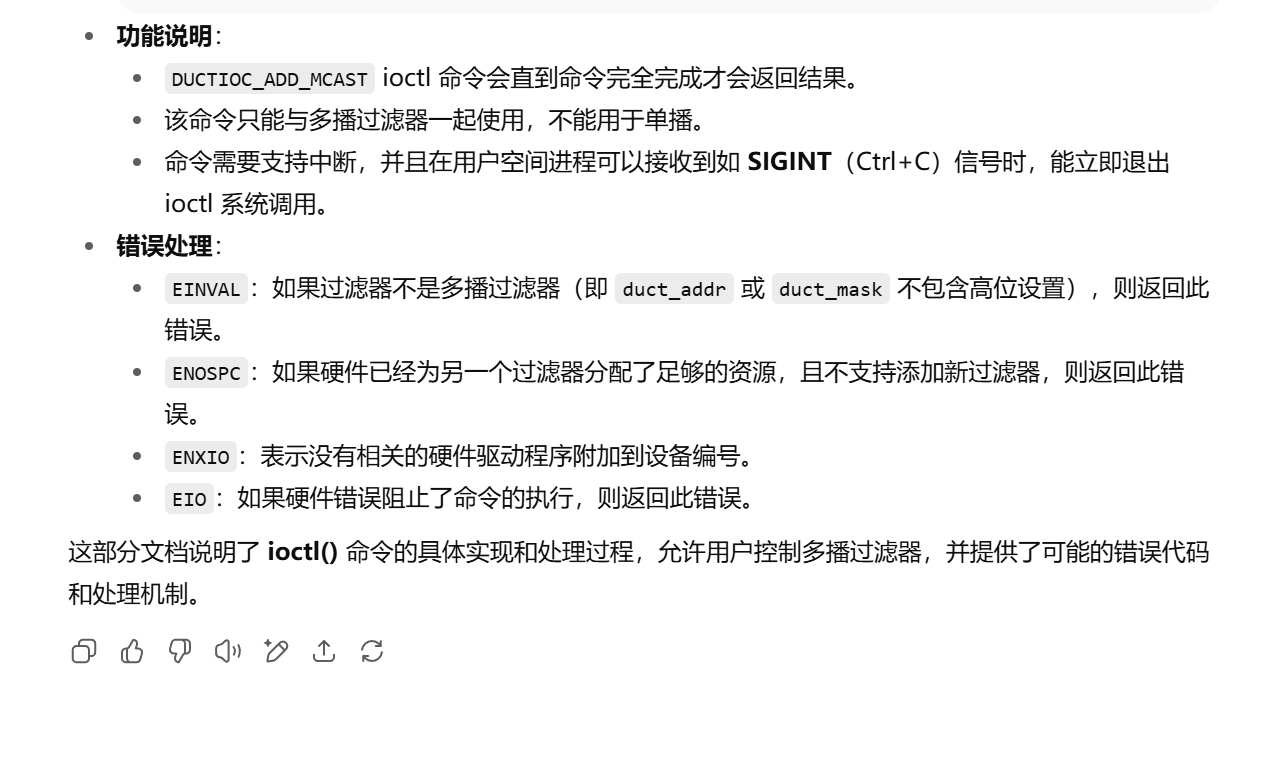 功能说明：
DUCTIOC_ADD_MCAST ioctl 命令会直到命令完全完成才会返回结果。
该命令只能与多播过滤器一起使用，不能用于单播。
命令需要支持中断，并且在用户空间进程可以接收到如 SIGINT（Ctrl+C）信号时，能立即退出
ioctl 系统调用。
错误处理：
EINVAL：如果过滤器不是多播过滤器（即 duct_addr 或 duct_mask 不包含高位设置），则返回此
错误。
ENOSPC：如果硬件已经为另一个过滤器分配了足够的资源，且不支持添加新过滤器，则返回此错
误。
ENXIO：表示没有相关的硬件驱动程序附加到设备编号。
EIO：如果硬件错误阻止了命令的执行，则返回此错误。
这部分文档说明了 ioctl() 命令的具体实现和处理过程，允许用户控制多播过滤器，并提供了可能的错误代码
和处理机制。